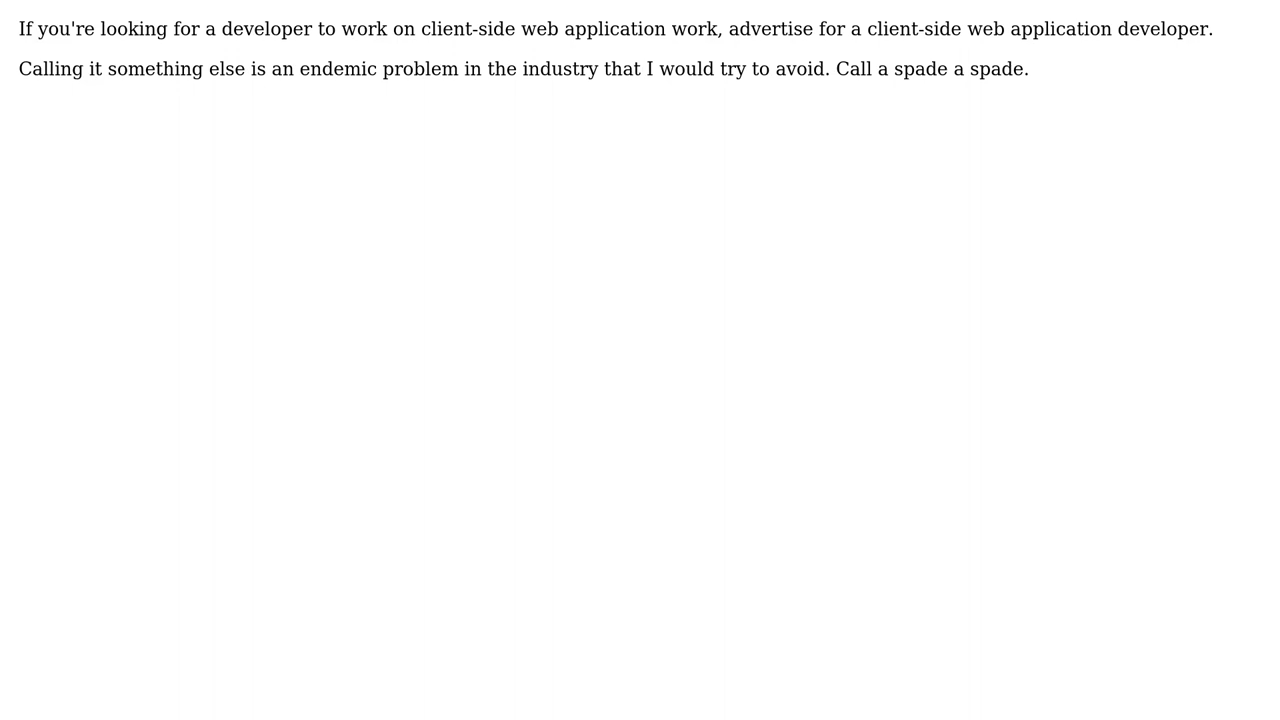 If you're looking for a developer to work on client-side web application work, advertise for a client-side web application developer.
Calling it something else is an endemic problem in the industry that I would try to avoid. Call a spade a spade.